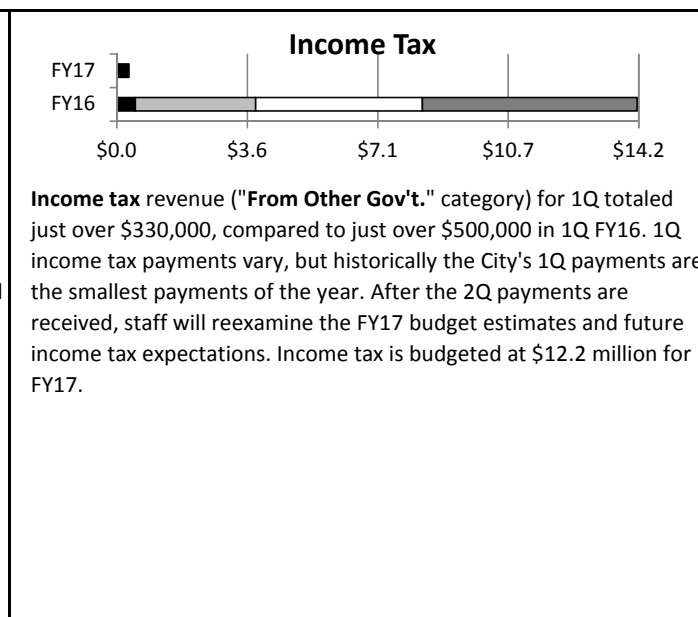 Income Tax
FY17
FY16
$0.0 $3.6 $7.1 $10.7 $14.2
Income tax revenue ("From Other Gov't." category) for 1Q totaled
just over $330,000, compared to just over $500,000 in 1Q FY16. 1Q
income tax payments vary, but historically the City's 1Q payments are
the smallest payments of the year. After the 2Q payments are
received, staff will reexamine the FY17 budget estimates and future
income tax expectations. Income tax is budgeted at $12.2 million for
FY17.